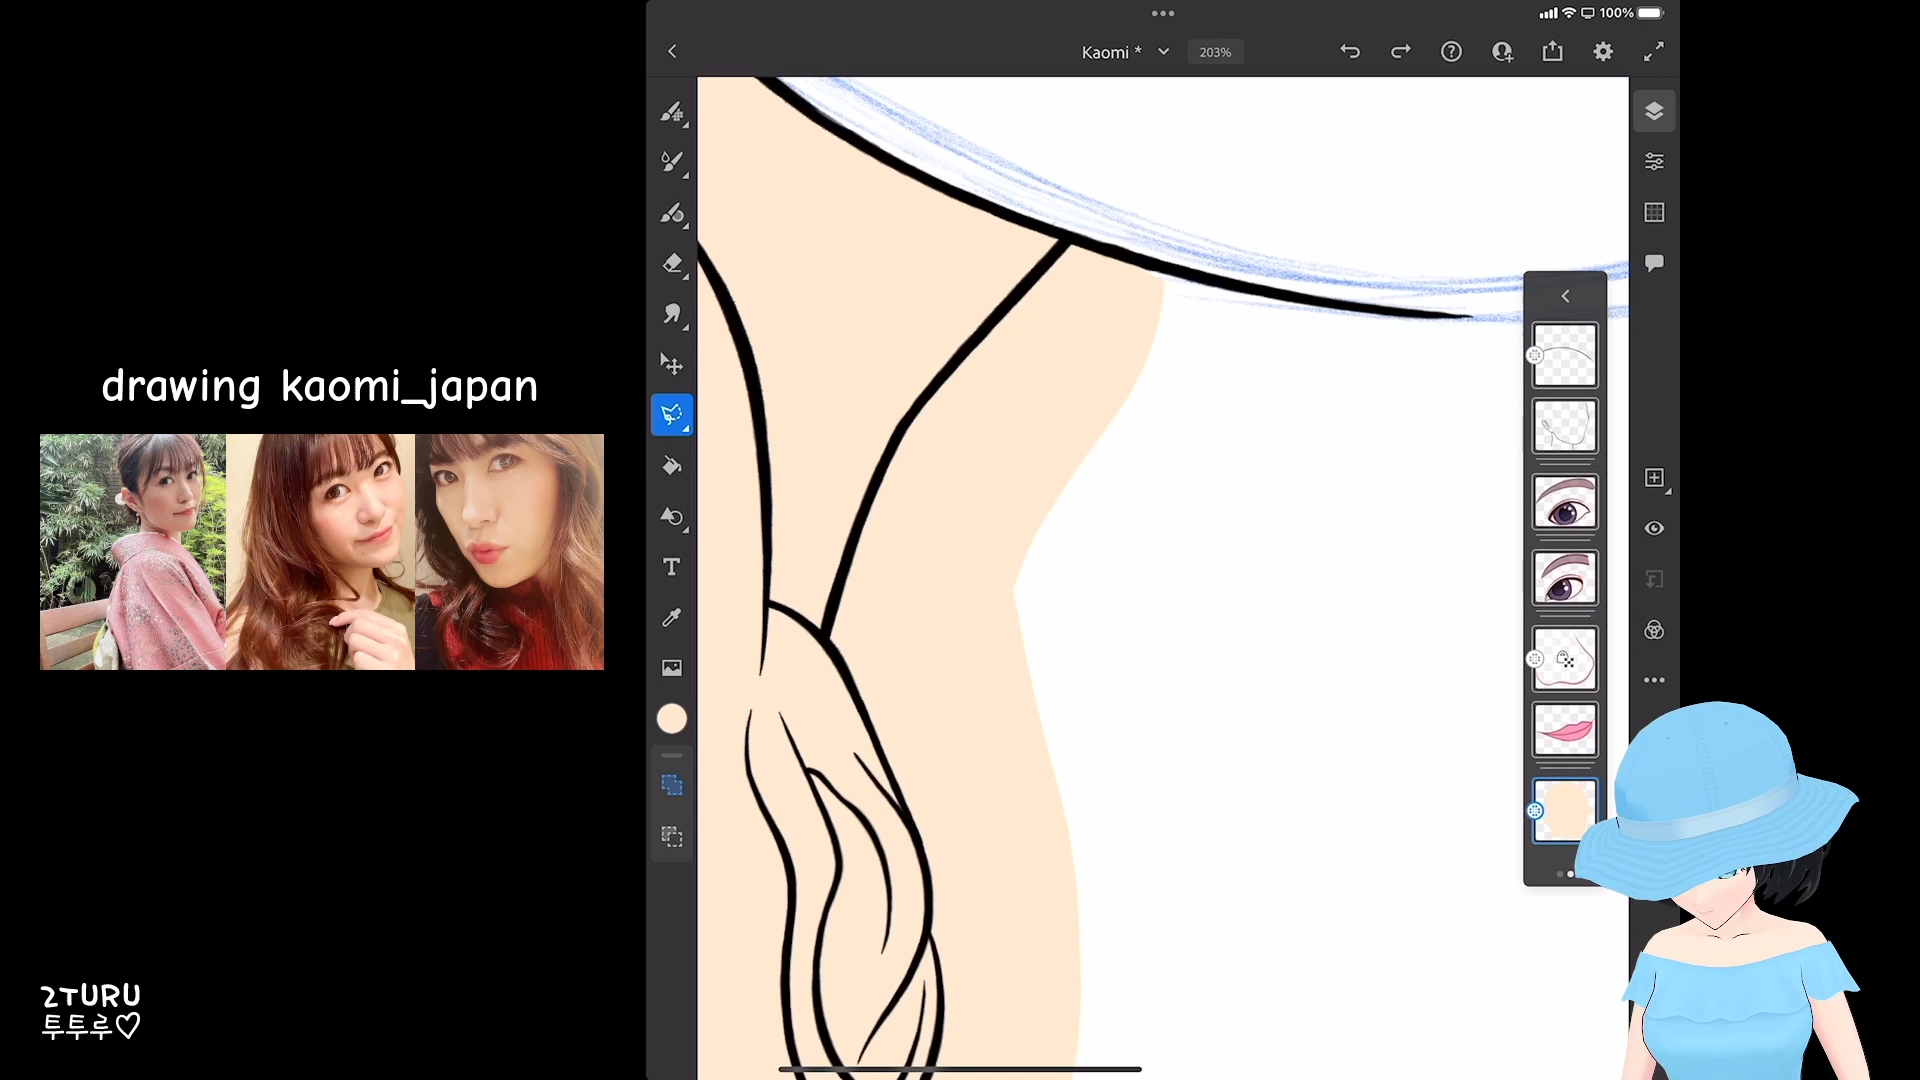 100%
Kaomi *
203%
drawing kaomi_japan
2TURU
투투루♡